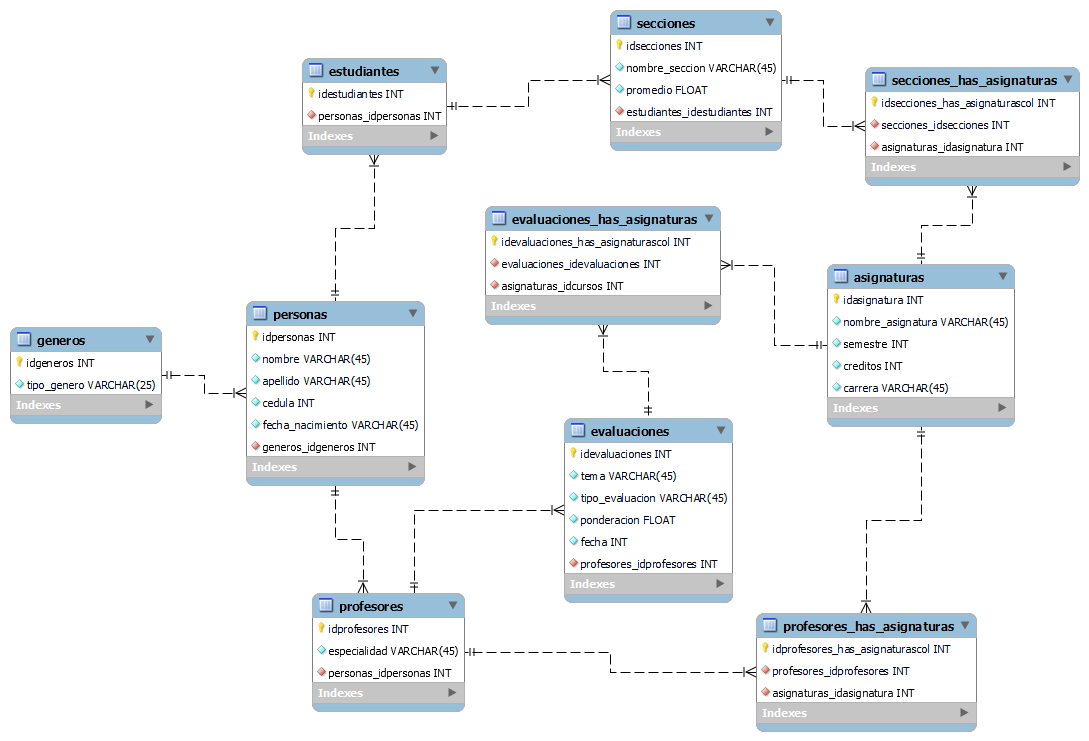 secciones
idsecciones INT
nombre_seccion VARCHAR(45)
promedio FLOAT
estudiantes_idestudiantes INT
Indexes
estudiantes
idestudiantes INT
personas_idpersonas INT
Indexes
secciones_has_asignaturas
idsecciones_has_asignaturascol INT
secciones_idsecciones INT
asignaturas_idasignatura INT
Indexes
evaluaciones_has_asignaturas
idevaluaciones_has_asignaturascol INT
evaluaciones_idevaluaciones INT
asignaturas_idcursos INT
Indexes
asignaturas
idasignatura INT
nombre_asignatura VARCHAR(45)
semestre INT
creditos INT
carrera VARCHAR(45)
Indexes
personas
idpersonas INT
nombre VARCHAR(45)
apellido VARCHAR(45)
cedula INT
fecha_nacimiento VARCHAR(45)
generos_idgeneros INT
Indexes
generos
idgeneros INT
tipo_genero VARCHAR(25)
Indexes
evaluaciones
idevaluaciones INT
tema VARCHAR(45)
tipo_evaluacion VARCHAR(45)
ponderacion FLOAT
fecha INT
profesores_idprofesores INT
Indexes
profesores
idprofesores INT
especialidad VARCHAR(45)
personas_idpersonas INT
Indexes
profesores_has_asignaturas
idprofesores_has_asignaturascol INT
profesores_idprofesores INT
asignaturas_idasignatura INT
Indexes